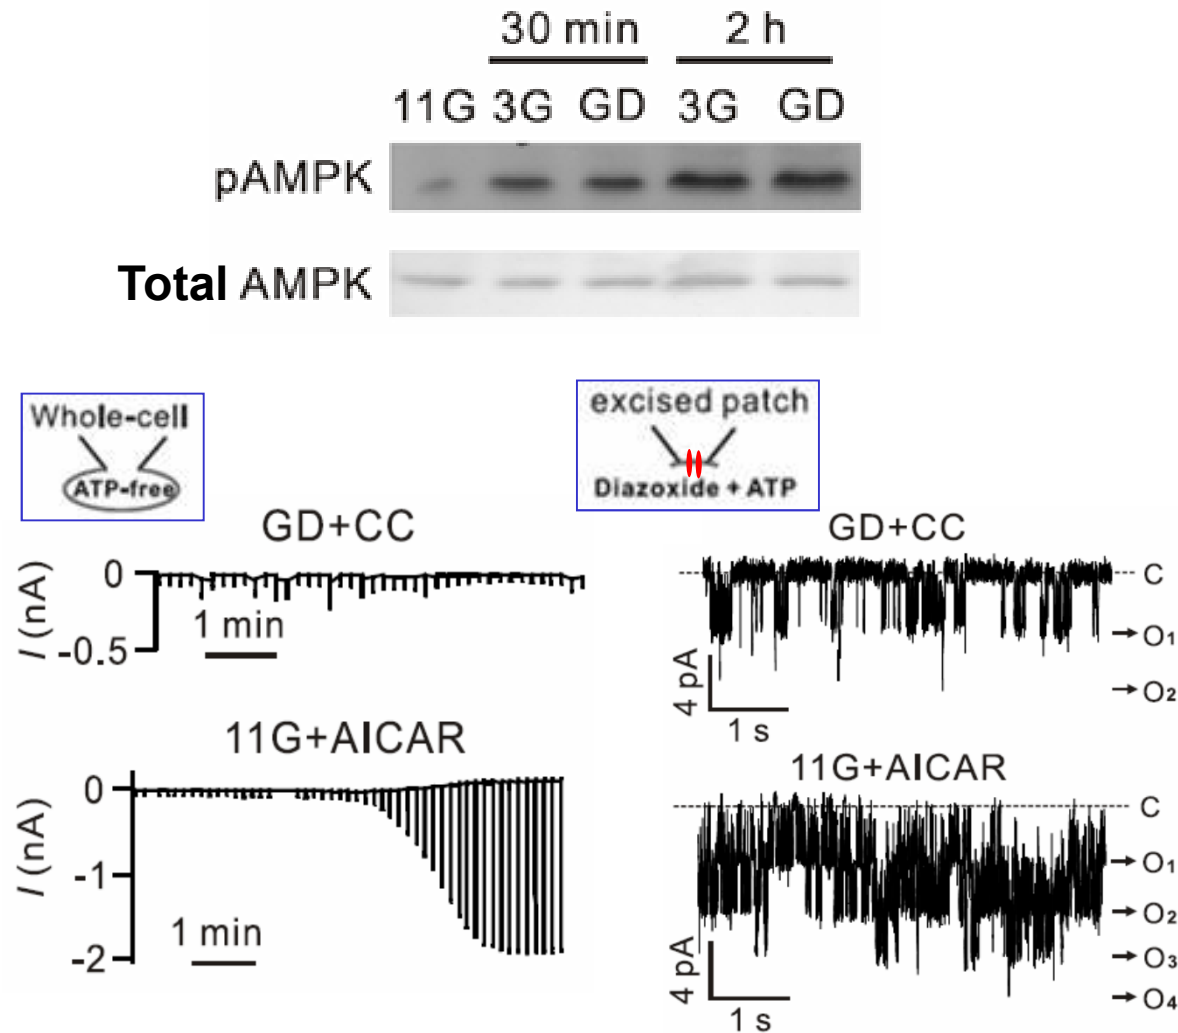 30 min 2 h
11G 3G GD 3G GD
pAMPK
Total AMPK
Whole-cell
ATP-free
excised patch
Diazoxide + ATP
GD+CC
I (nA)
0
-0.5
1 min
GD+CC
C
O1
O2
4 pA
1 s
11G+AICAR
I (nA)
0
-1
-2
1 min
11G+AICAR
C
O1
O2
O3
O4
4 pA
1 s